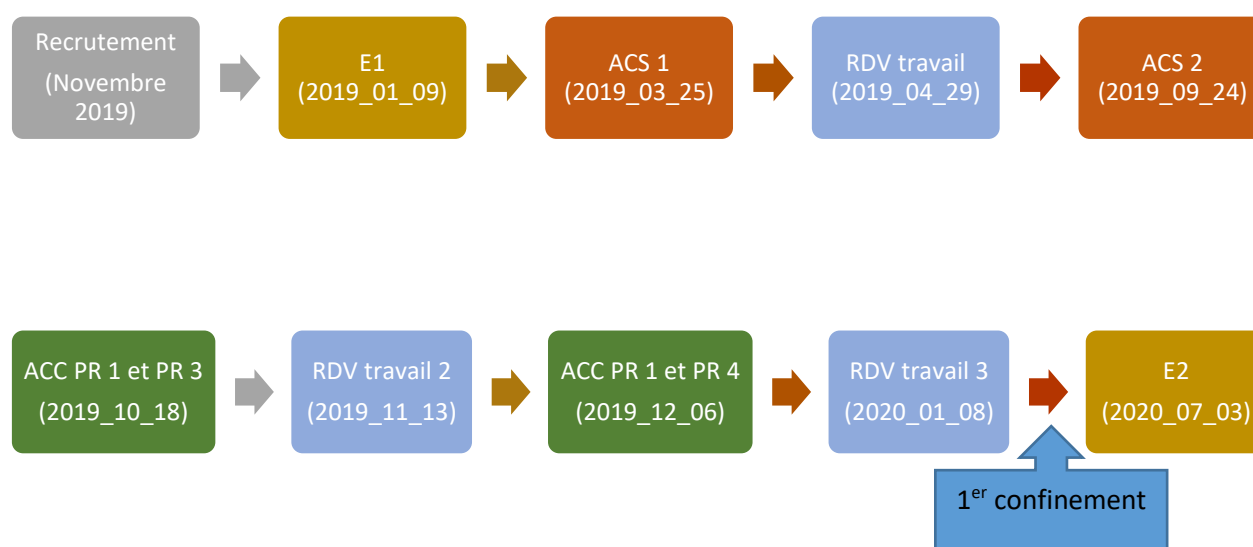 Recrutement
(Novembre
2019)
E1
(2019_01_09)
ACS 1
(2019_03_25)
RDV travail
(2019_04_29)
ACS 2
(2019_09_24)
ACC PR 1 et PR 3
(2019_10_18)
RDV travail 2
(2019_11_13)
ACC PR 1 et PR 4
(2019_12_06)
RDV travail 3
(2020_01_08)
E2
(2020_07_03)
1er confinement